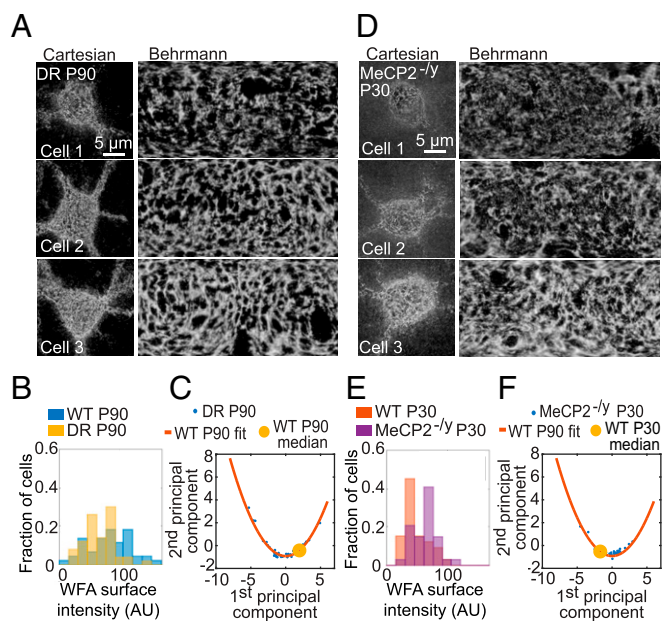 A
Cartesian Behrmann
DR P90
Cell 1 5 μm
Cell 2
Cell 3
D
Cartesian Behrmann
MeCP2-/y
P30
Cell 1 5 μm
Cell 2
Cell 3
B
WT P90
DR P90
Fraction of cells
0.6
0.4
0.2
0
0 100
WFA surface
intensity (AU)
C
DR P90
WT P90 fit WT P90
median
2nd principal
component
8
6
4
2
0
-2
-10 -5 0 5
1st principal
component
E
WT P30
MeCP2-/y P30
Fraction of cells
0.6
0.4
0.2
0
0 100
WFA surface
intensity (AU)
F
MeCP2-/y P30
WT P90 fit WT P30
median
2nd principal
component
8
6
4
2
0
-2
-10 -5 0 5
1st principal
component